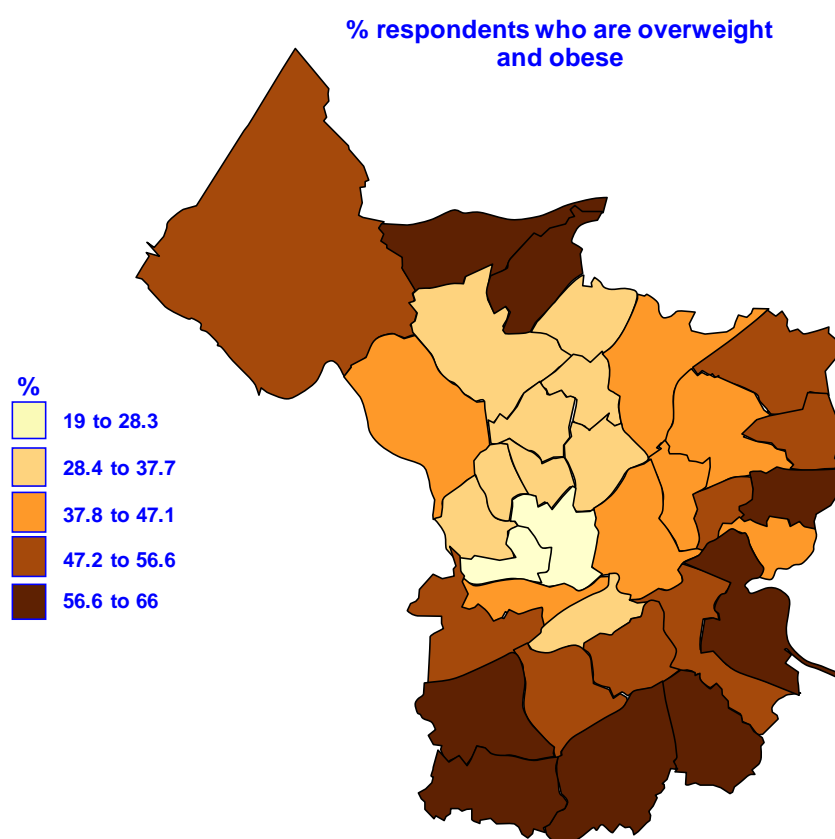 % respondents who are overweight
and obese
%
19 to 28.3
28.4 to 37.7
37.8 to 47.1
47.2 to 56.6
56.6 to 66